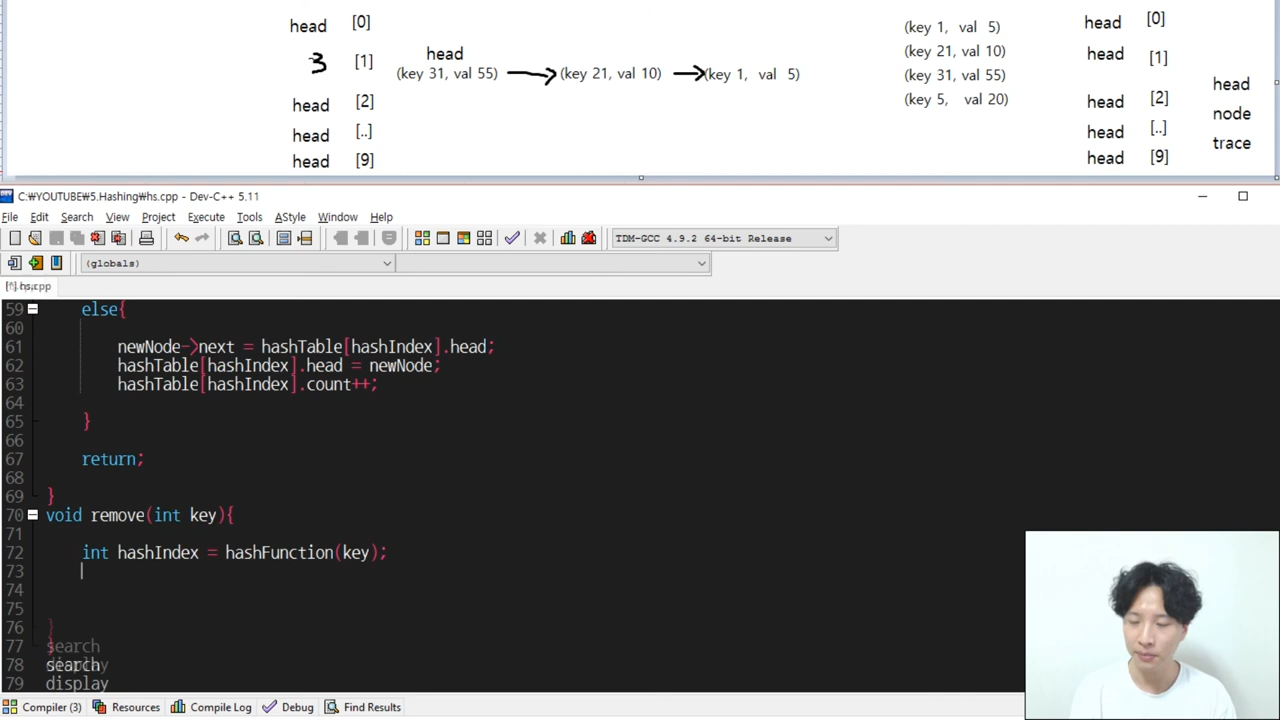 head [0]
3 [1]
head
(key 31, val 55) (key 21, val 10) (key 1, val 5)
head [2]
head [..]
head [9]
(key 1, val 5)
(key 21, val 10)
(key 31, val 55)
(key 5, val 20)
head [0]
head [1]
head [2]
head [..]
head [9]
head
node
trace
C:₩YOUTUBE₩5.Hashing₩hs.cpp - Dev-C++ 5.11
File Edit Search View Project Execute Tools AStyle Window Help
TDM-GCC 4.9.2 64-bit Release
(globals)
hs.cpp
59 else{
60
61 newNode->next = hashTable[hashIndex].head;
62 hashTable[hashIndex].head = newNode;
63 hashTable[hashIndex].count++;
64
65 }
66
67 return;
68
69 }
70 void remove(int key){
71
72 int hashIndex = hashFunction(key);
73
74
75
76 }
77 search
78 search
79 display
Compiler (3) Resources Compile Log Debug Find Results